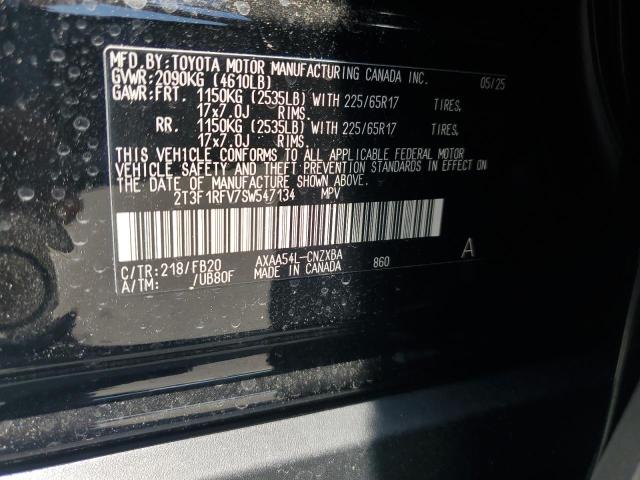 MFD. BY: TOYOTA MOTOR MANUFACTURING CANADA INC.
GVWR: 2090KG (4610LB) 05/25
GAWR: FRT. 1150KG (2535LB) WITH 225/65R17 TIRES,
17x7.0J RIMS.
RR. 1150KG (2535LB) WITH 225/65R17 TIRES,
17x7.0J RIMS.
THIS VEHICLE CONFORMS TO ALL APPLICABLE FEDERAL MOTOR
VEHICLE SAFETY AND THEFT PREVENTION STANDARDS IN EFFECT ON
THE DATE OF MANUFACTURE SHOWN ABOVE.
2T3F1RFV7SW547134 MPV
C/TR: 218/FB20 AXAA54L-CNZXBA 860 A
A/TM: /UB80F MADE IN CANADA